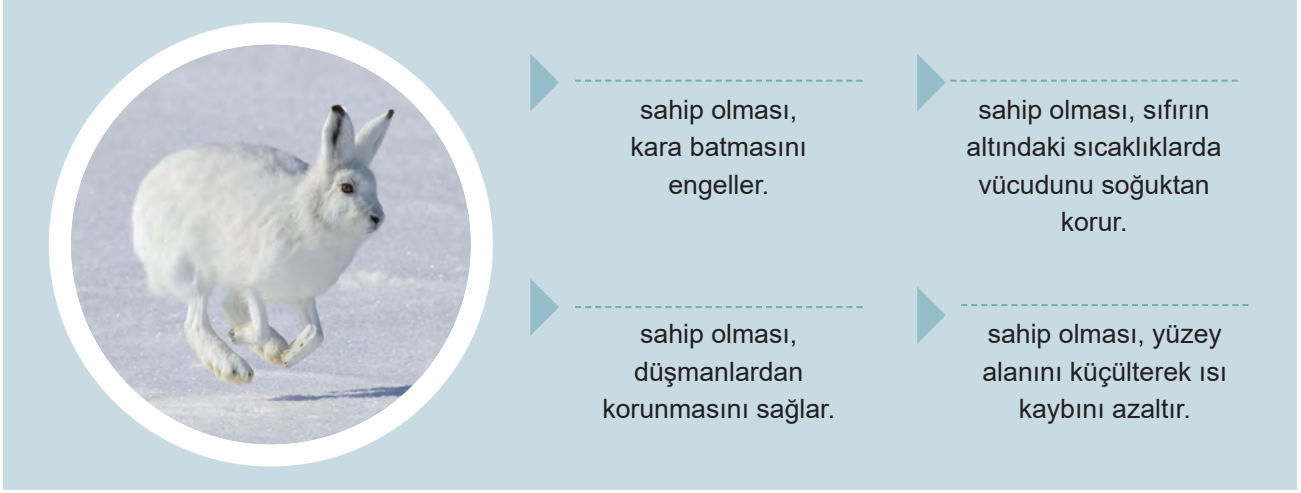 sahip olması,
kara batmasını
engeller.
sahip olması, sıfırın
altındaki sıcaklıklarda
vücudunu soğuktan
korur.
sahip olması,
düşmanlardan
korunmasını sağlar.
sahip olması, yüzey
alanını küçülterek ısı
kaybını azaltır.